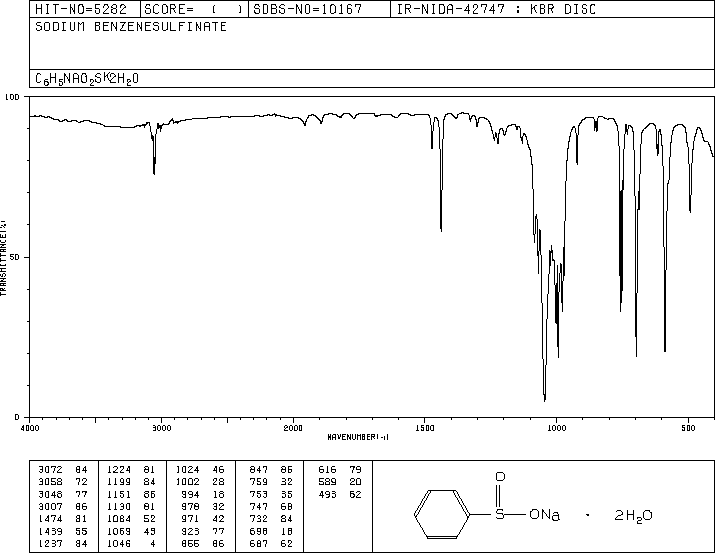 HIT-NO=5282 SCORE= ( ) SDBS-NO=10167 IR-NIDA-42747 : KBR DISC
SODIUM BENZENESULFINATE
C6H5NAO2S·2H2O
100
TRANSMITTANCE(%)
50
0
4000 3000 2000 1500 1000 500
WAVENUMBER(-1)
3072 84 1224 81 1024 46 847 86 616 79
3058 72 1199 84 1002 28 759 32 589 20
3048 77 1151 86 994 18 753 35 493 62
3007 86 1130 81 978 32 747 68
1474 81 1084 52 971 42 732 84
1439 55 1069 43 923 77 698 18
1237 84 1046 4 855 86 687 62
O
S
ONa · 2H2O